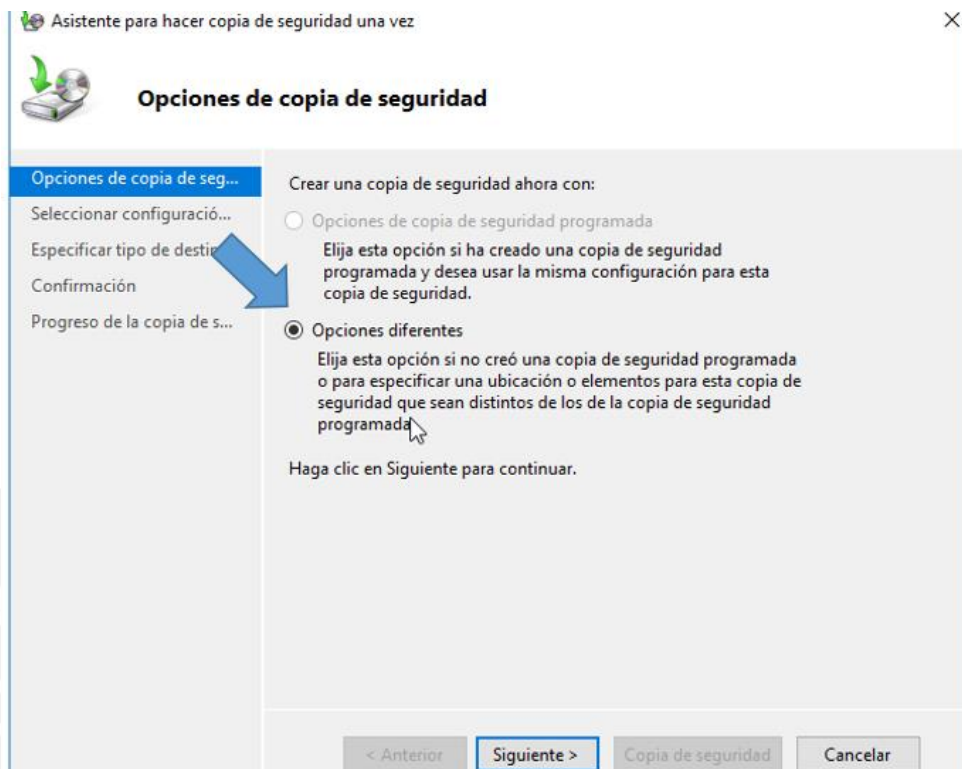 Asistente para hacer copia de seguridad una vez
Opciones de copia de seguridad
Opciones de copia de seg...
Seleccionar configuració...
Especificar tipo de destin
Confirmación
Progreso de la copia de s...
Crear una copia de seguridad ahora con:
Opciones de copia de seguridad programada
Elija esta opción si ha creado una copia de seguridad
programada y desea usar la misma configuración para esta
copia de seguridad.
Opciones diferentes
Elija esta opción si no creó una copia de seguridad programada
o para especificar una ubicación o elementos para esta copia de
seguridad que sean distintos de los de la copia de seguridad
programada
Haga clic en Siguiente para continuar.
< Anterior
Siguiente >
Copia de seguridad
Cancelar